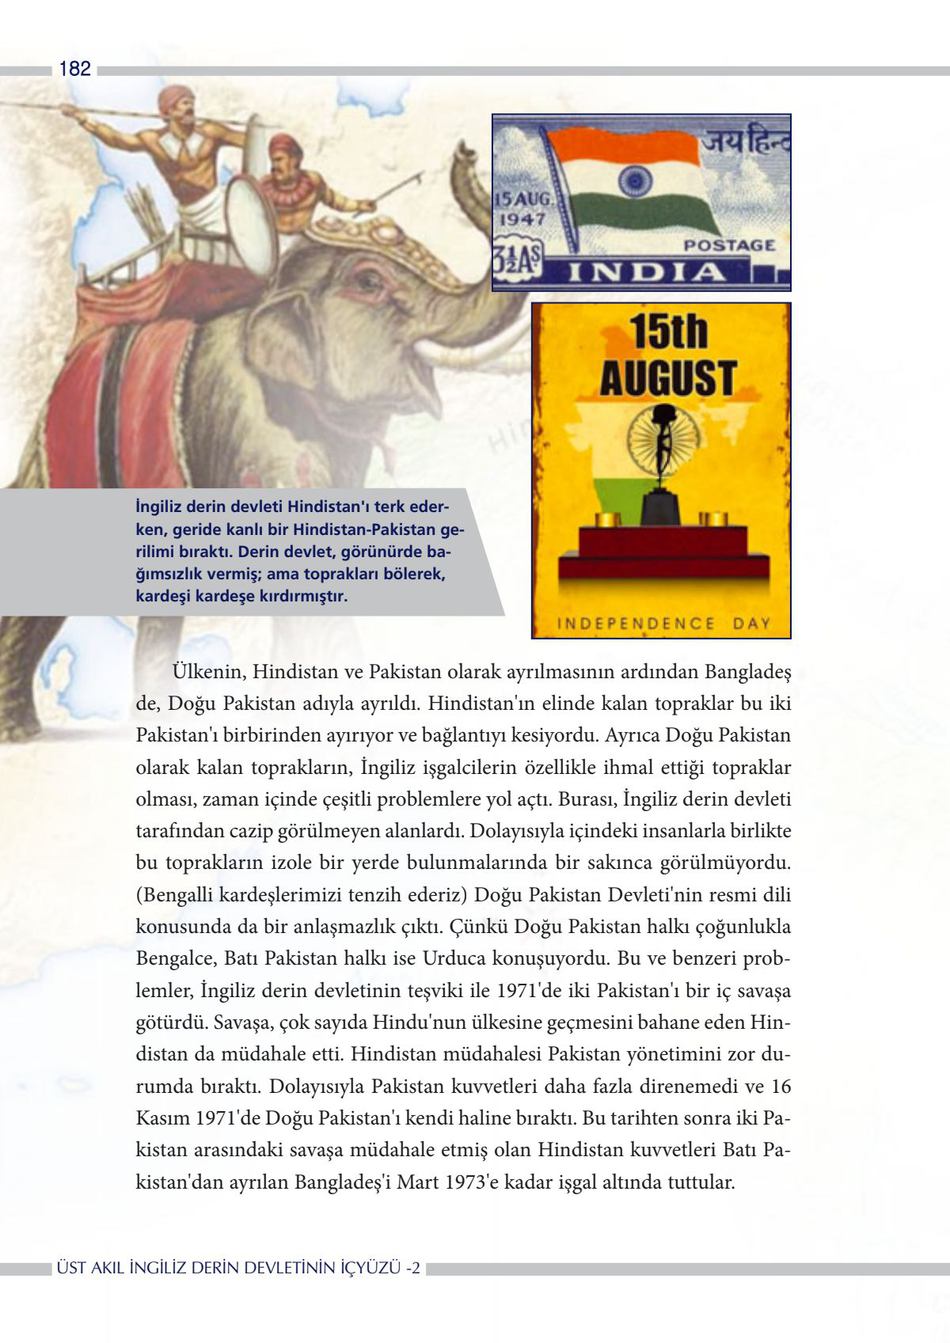 182
जय हिन्द
15 AUG.
1947
3½As
POSTAGE
INDIA
15th
AUGUST
INDEPENDENCE DAY
İngiliz derin devleti Hindistan'ı terk eder-
ken, geride kanlı bir Hindistan-Pakistan ge-
rilimi bıraktı. Derin devlet, görünürde ba-
ğımsızlık vermiş; ama toprakları bölerek,
kardeşi kardeşe kırdırmıştır.
Ülkenin, Hindistan ve Pakistan olarak ayrılmasının ardından Bangladeş
de, Doğu Pakistan adıyla ayrıldı. Hindistan'ın elinde kalan topraklar bu iki
Pakistan'ı birbirinden ayırıyor ve bağlantıyı kesiyordu. Ayrıca Doğu Pakistan
olarak kalan toprakların, İngiliz işgalcilerin özellikle ihmal ettiği topraklar
olması, zaman içinde çeşitli problemlere yol açtı. Burası, İngiliz derin devleti
tarafından cazip görülmeyen alanlardı. Dolayısıyla içindeki insanlarla birlikte
bu toprakların izole bir yerde bulunmalarında bir sakınca görülmüyordu.
(Bengalli kardeşlerimizi tenzih ederiz) Doğu Pakistan Devleti'nin resmi dili
konusunda da bir anlaşmazlık çıktı. Çünkü Doğu Pakistan halkı çoğunlukla
Bengalce, Batı Pakistan halkı ise Urduca konuşuyordu. Bu ve benzeri prob-
lemler, İngiliz derin devletinin teşviki ile 1971'de iki Pakistan'ı bir iç savaşa
götürdü. Savaşa, çok sayıda Hindu'nun ülkesine geçmesini bahane eden Hin-
distan da müdahale etti. Hindistan müdahalesi Pakistan yönetimini zor du-
rumda bıraktı. Dolayısıyla Pakistan kuvvetleri daha fazla direnemedi ve 16
Kasım 1971'de Doğu Pakistan'ı kendi haline bıraktı. Bu tarihten sonra iki Pa-
kistan arasındaki savaşa müdahale etmiş olan Hindistan kuvvetleri Batı Pa-
kistan'dan ayrılan Bangladeş'i Mart 1973'e kadar işgal altında tuttular.
ÜST AKIL İNGİLİZ DERİN DEVLETİNİN İÇYÜZÜ -2